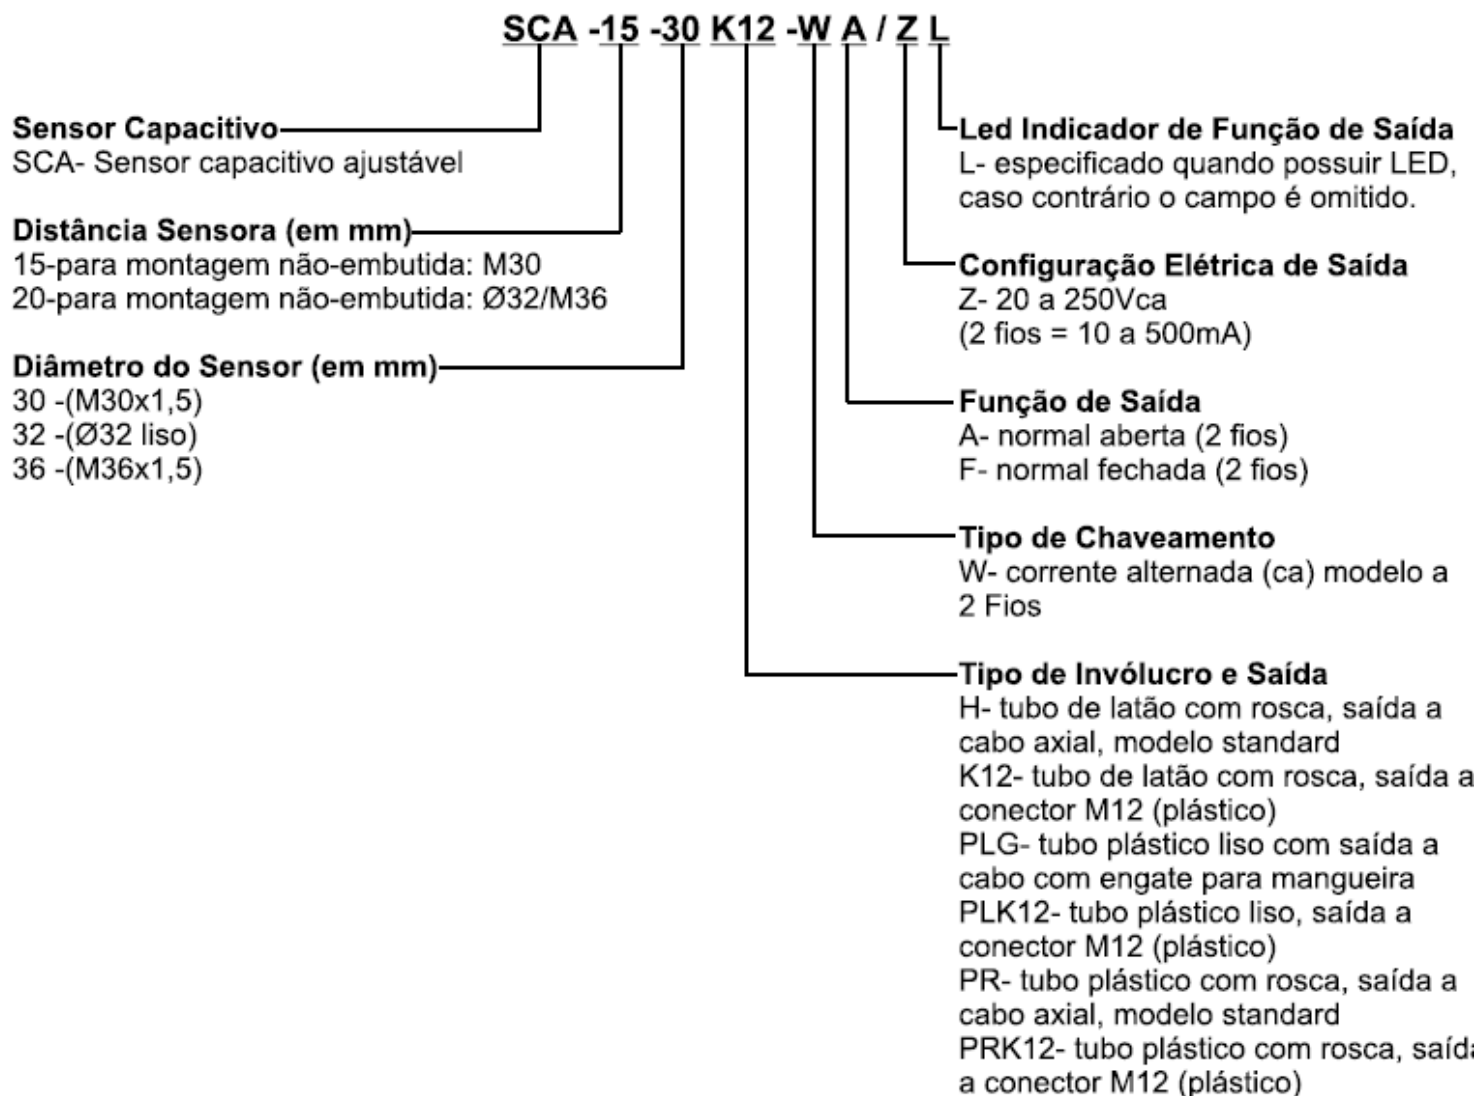 SCA -15 -30 K12 -W A / Z L
Sensor Capacitivo
SCA- Sensor capacitivo ajustável
Distância Sensora (em mm)
15-para montagem não-embutida: M30
20-para montagem não-embutida: Ø32/M36
Diâmetro do Sensor (em mm)
30 -(M30x1,5)
32 -(Ø32 liso)
36 -(M36x1,5)
Led Indicador de Função de Saída
L- especificado quando possuir LED,
caso contrário o campo é omitido.
Configuração Elétrica de Saída
Z- 20 a 250Vca
(2 fios = 10 a 500mA)
Função de Saída
A- normal aberta (2 fios)
F- normal fechada (2 fios)
Tipo de Chaveamento
W- corrente alternada (ca) modelo a
2 Fios
Tipo de Invólucro e Saída
H- tubo de latão com rosca, saída a
cabo axial, modelo standard
K12- tubo de latão com rosca, saída a
conector M12 (plástico)
PLG- tubo plástico liso com saída a
cabo com engate para mangueira
PLK12- tubo plástico liso, saída a
conector M12 (plástico)
PR- tubo plástico com rosca, saída a
cabo axial, modelo standard
PRK12- tubo plástico com rosca, saída
a conector M12 (plástico)